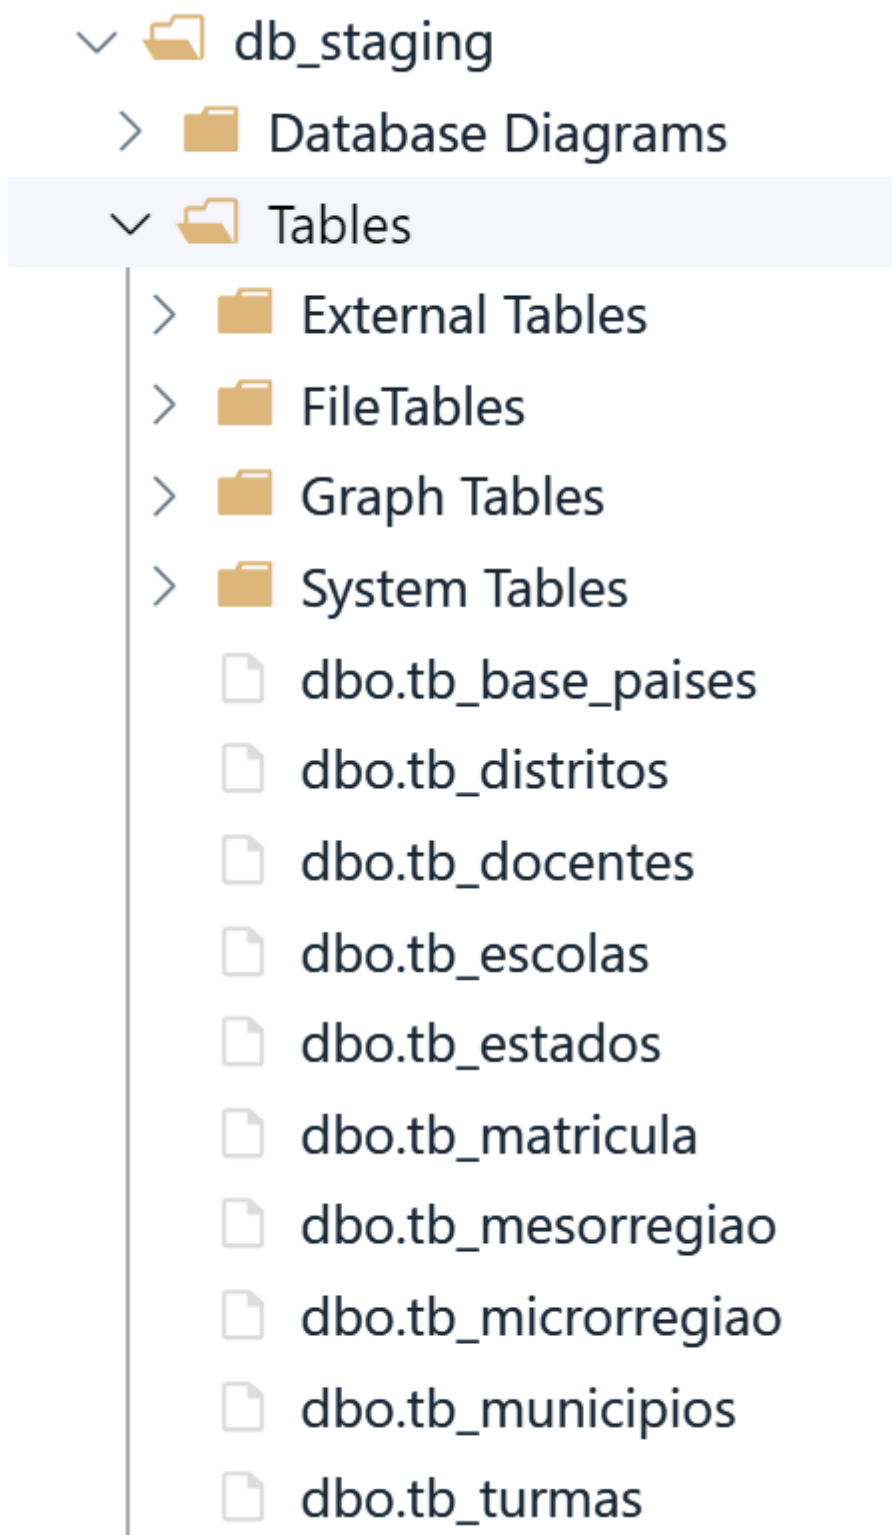 db_staging
Database Diagrams
Tables
External Tables
FileTables
Graph Tables
System Tables
dbo.tb_base_paises
dbo.tb_distritos
dbo.tb_docentes
dbo.tb_escolas
dbo.tb_estados
dbo.tb_matricula
dbo.tb_mesorregiao
dbo.tb_microrregiao
dbo.tb_municipios
dbo.tb_turmas